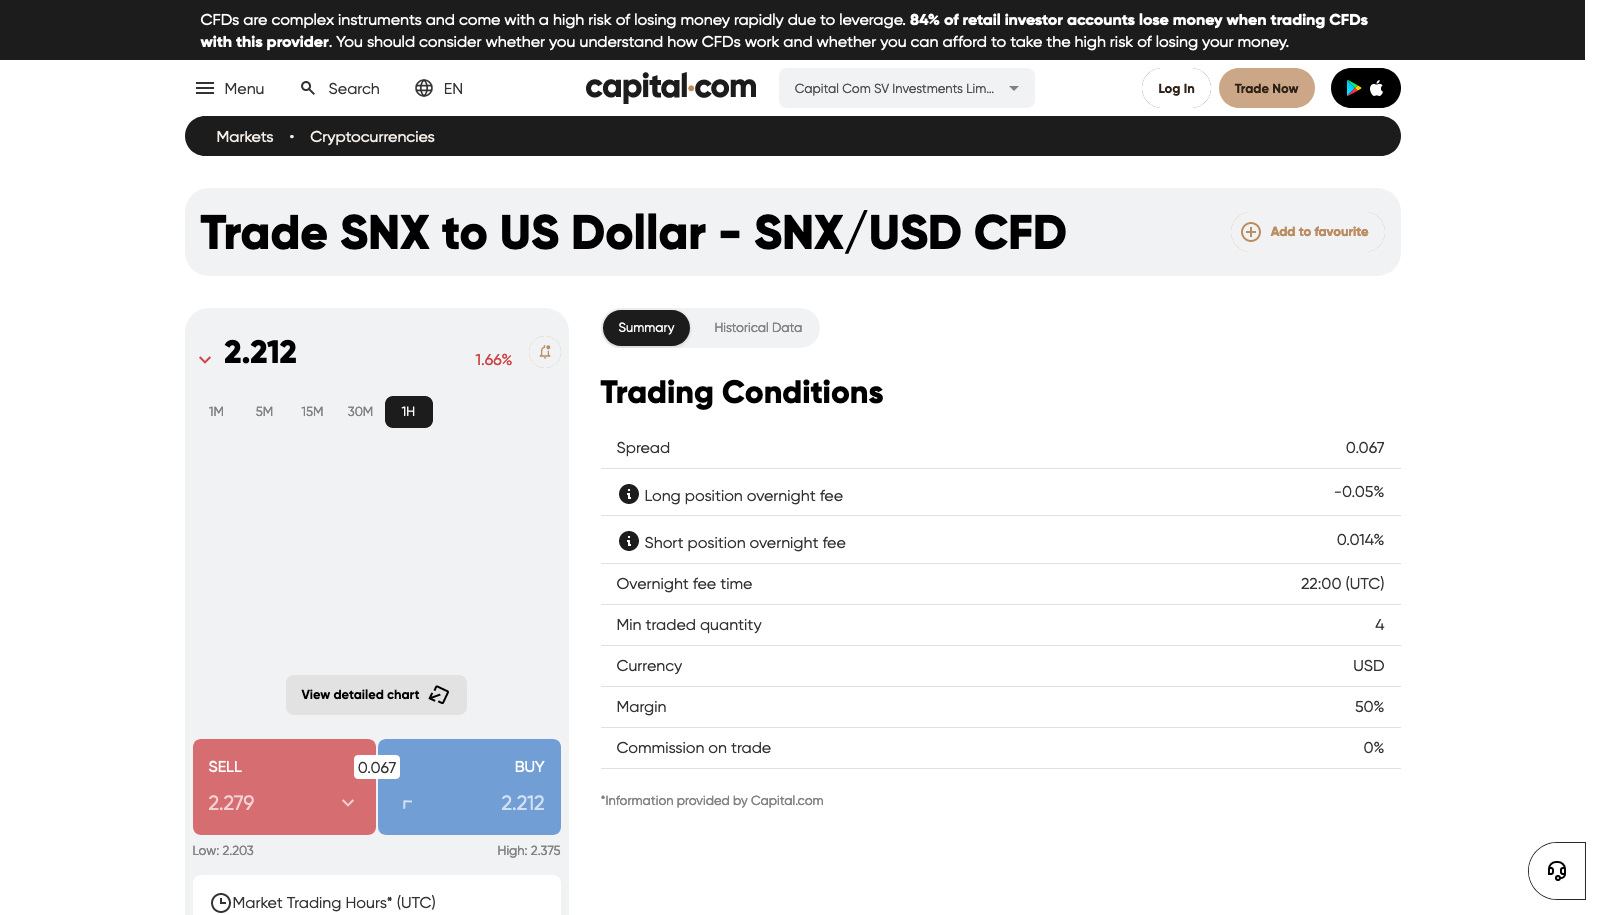 CFDs are complex instruments and come with a high risk of losing money rapidly due to leverage. 84% of retail investor accounts lose money when trading CFDs
with this provider. You should consider whether you understand how CFDs work and whether you can afford to take the high risk of losing your money.
Menu Search EN capital.com Capital Com SV Investments Lim... Log In Trade Now
Markets • Cryptocurrencies
Trade SNX to US Dollar - SNX/USD CFD
Add to favourite
2.212 1.66%
1M 5M 15M 30M 1H
View detailed chart
SELL 0.067 BUY
2.279 2.212
Low: 2.203 High: 2.375
Market Trading Hours* (UTC)
Summary Historical Data
Trading Conditions
Spread 0.067
Long position overnight fee -0.05%
Short position overnight fee 0.014%
Overnight fee time 22:00 (UTC)
Min traded quantity 4
Currency USD
Margin 50%
Commission on trade 0%
*Information provided by Capital.com